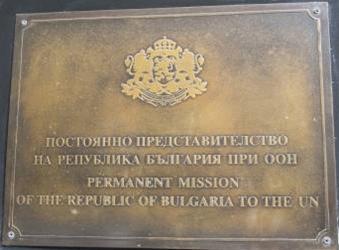 ПОСТОЯННО ПРЕДСТАВИТЕЛСТВО
НА РЕПУБЛИКА БЪЛГАРИЯ ПРИ ООН
PERMANENT MISSION
OF THE REPUBLIC OF BULGARIA TO THE UN